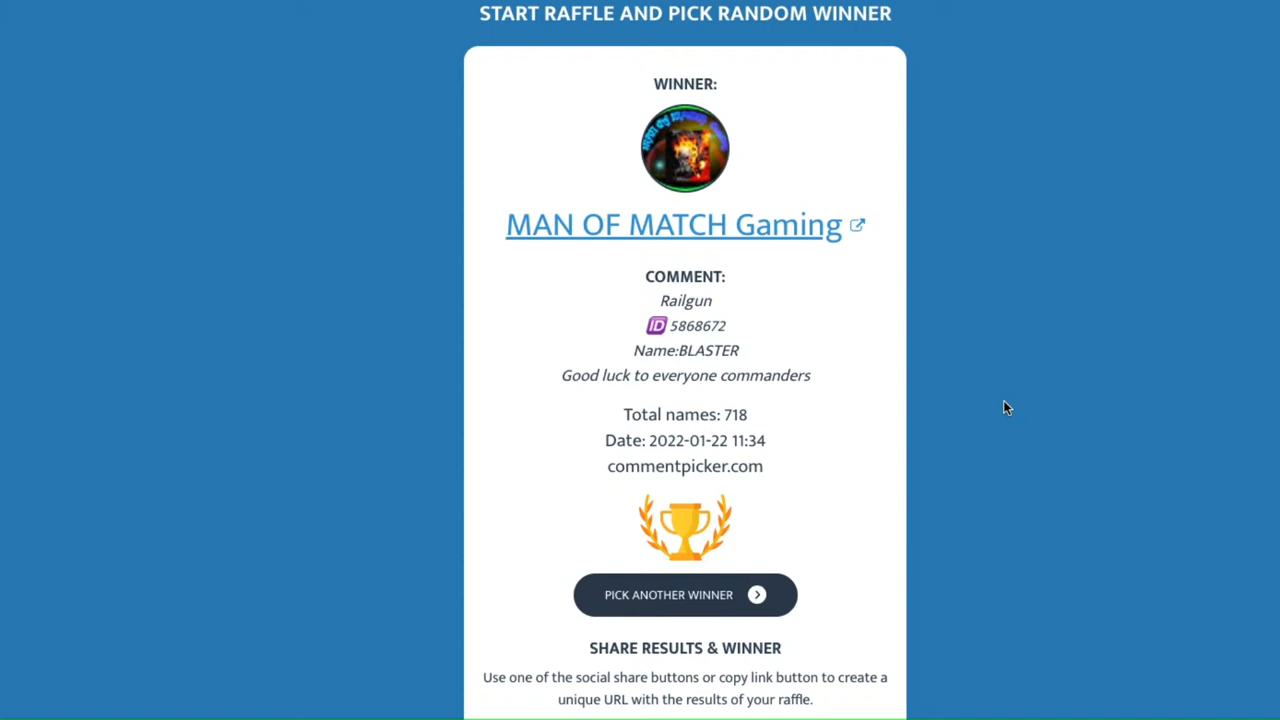 START RAFFLE AND PICK RANDOM WINNER
WINNER:
MAN OF MATCH Gaming
COMMENT:
Railgun
🆔 5868672
Name:BLASTER
Good luck to everyone commanders
Total names: 718
Date: 2022-01-22 11:34
commentpicker.com
PICK ANOTHER WINNER
SHARE RESULTS & WINNER
Use one of the social share buttons or copy link button to create a
unique URL with the results of your raffle.